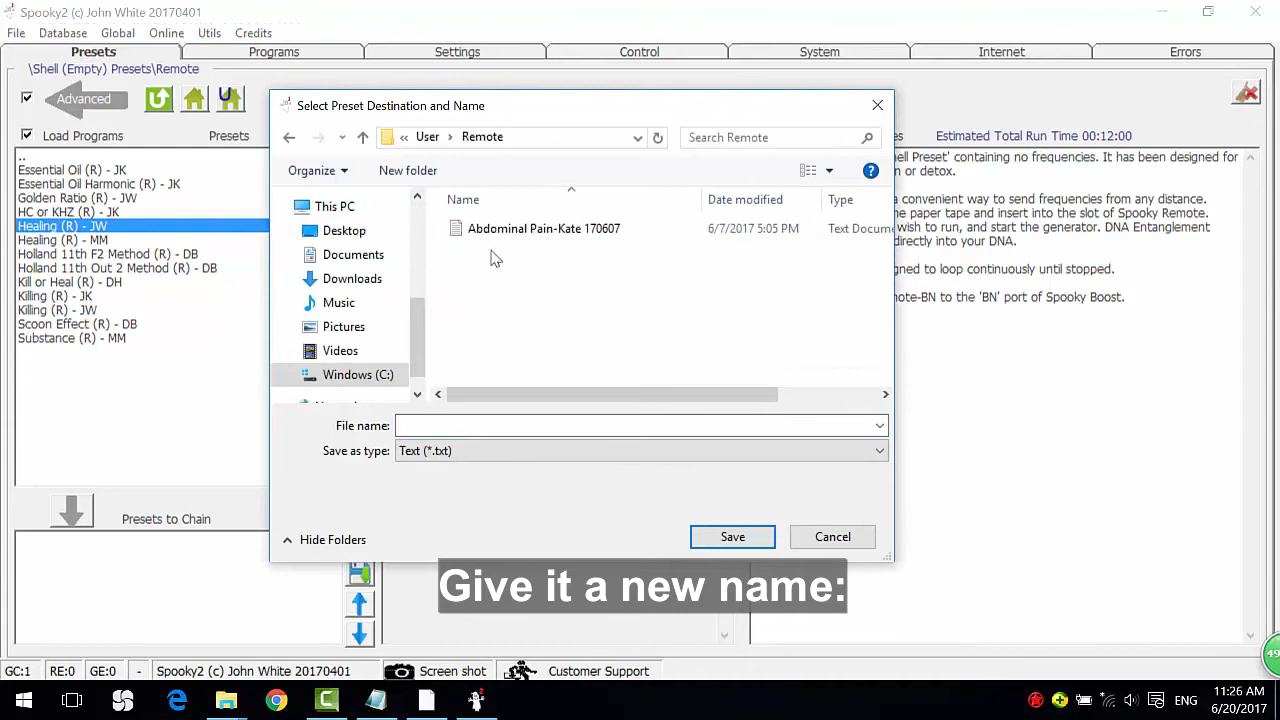 Spooky2 (c) John White 20170401
File Database Global Online Utils Credits
Presets Programs Settings Control System Internet Errors
\Shell (Empty) Presets\Remote
Advanced
Load Programs Presets
Estimated Total Run Time 00:12:00
..
Essential Oil (R) - JK
Essential Oil Harmonic (R) - JK
Golden Ratio (R) - JW
HC or KHZ (R) - JK
Healing (R) - JW
Healing (R) - MM
Holland 11th F2 Method (R) - DB
Holland 11th Out 2 Method (R) - DB
Kill or Heal (R) - DH
Killing (R) - JK
Killing (R) - JW
Scoon Effect (R) - DB
Substance (R) - MM
Presets to Chain
Select Preset Destination and Name
« User › Remote
Search Remote
Organize New folder
This PC
Desktop
Documents
Downloads
Music
Pictures
Videos
Windows (C:)
Name Date modified Type
Abdominal Pain-Kate 170607 6/7/2017 5:05 PM Text Docume
File name:
Save as type: Text (*.txt)
Hide Folders
Save Cancel
ell Preset' containing no frequencies. It has been designed for
n or detox.
convenient way to send frequencies from any distance.
e paper tape and insert into the slot of Spooky Remote.
wish to run, and start the generator. DNA Entanglement
directly into your DNA.
igned to loop continuously until stopped.
note-BN to the 'BN' port of Spooky Boost.
Give it a new name:
GC:1 RE:0 GE:0 - Spooky2 (c) John White 20170401 Screen shot Customer Support
49
ENG
11:26 AM
6/20/2017